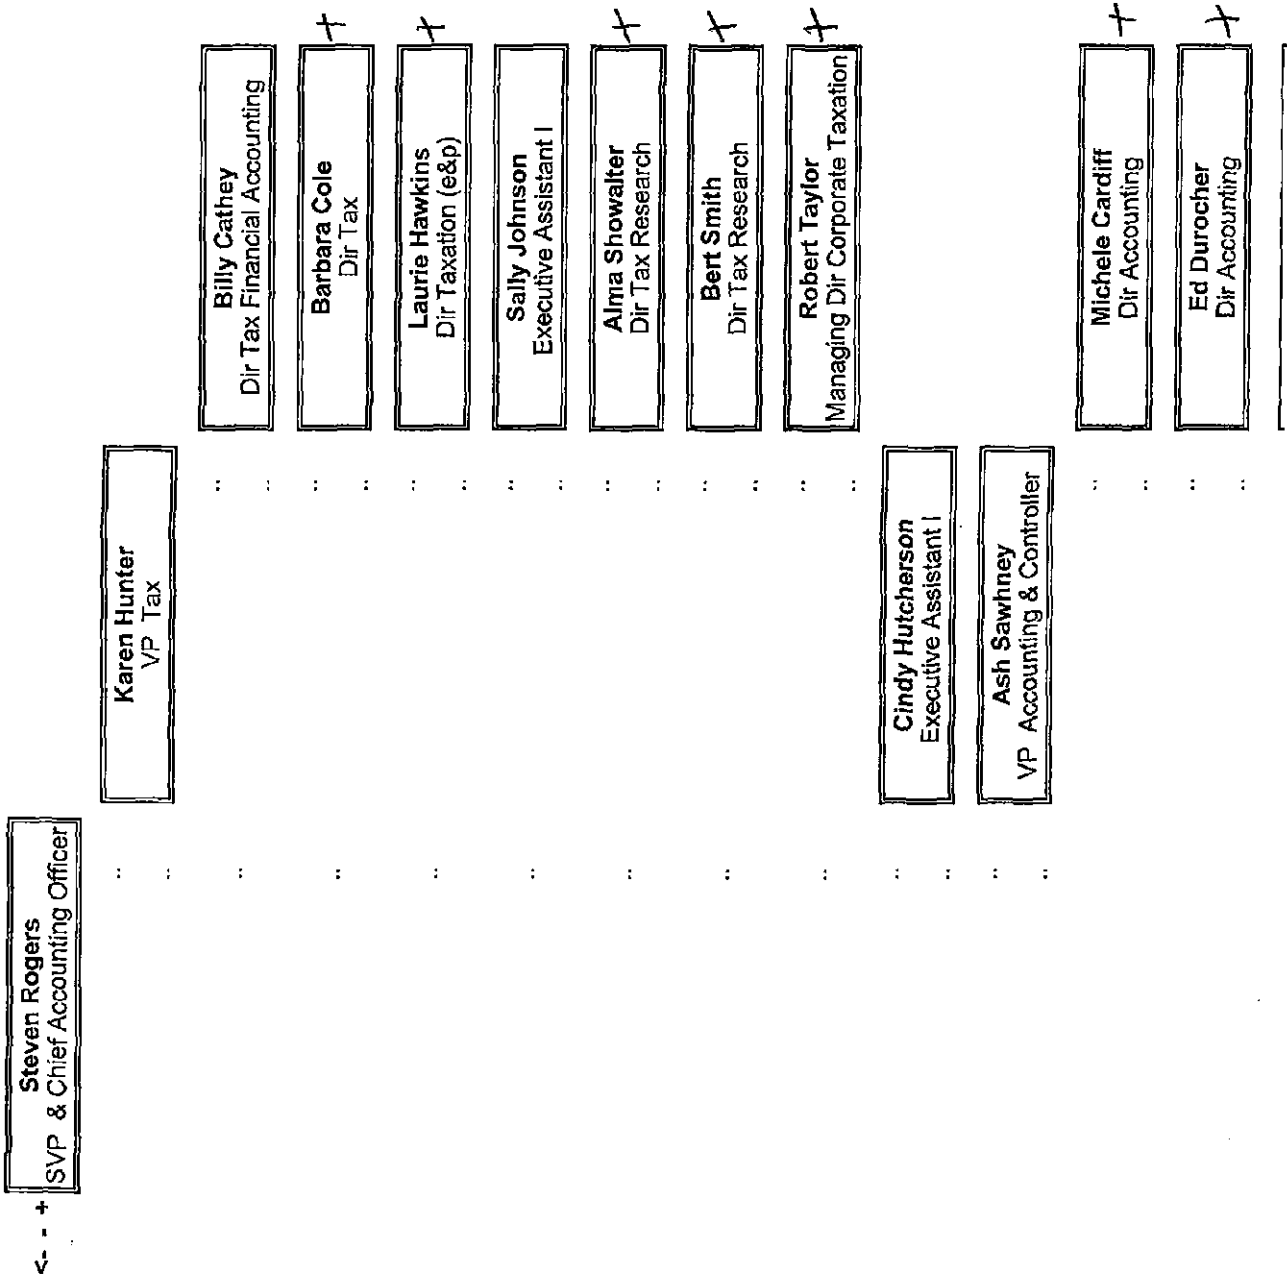 <- - +
Steven Rogers
SVP & Chief Accounting Officer
Karen Hunter
VP Tax
Billy Cathey
Dir Tax Financial Accounting
Barbara Cole
Dir Tax
+
Laurie Hawkins
Dir Taxation (e&p)
+
Sally Johnson
Executive Assistant I
Alma Showalter
Dir Tax Research
+
Bert Smith
Dir Tax Research
+
Robert Taylor
Managing Dir Corporate Taxation
+
Cindy Hutcherson
Executive Assistant I
Ash Sawhney
VP Accounting & Controller
Michele Cardiff
Dir Accounting
+
Ed Durocher
Dir Accounting
+